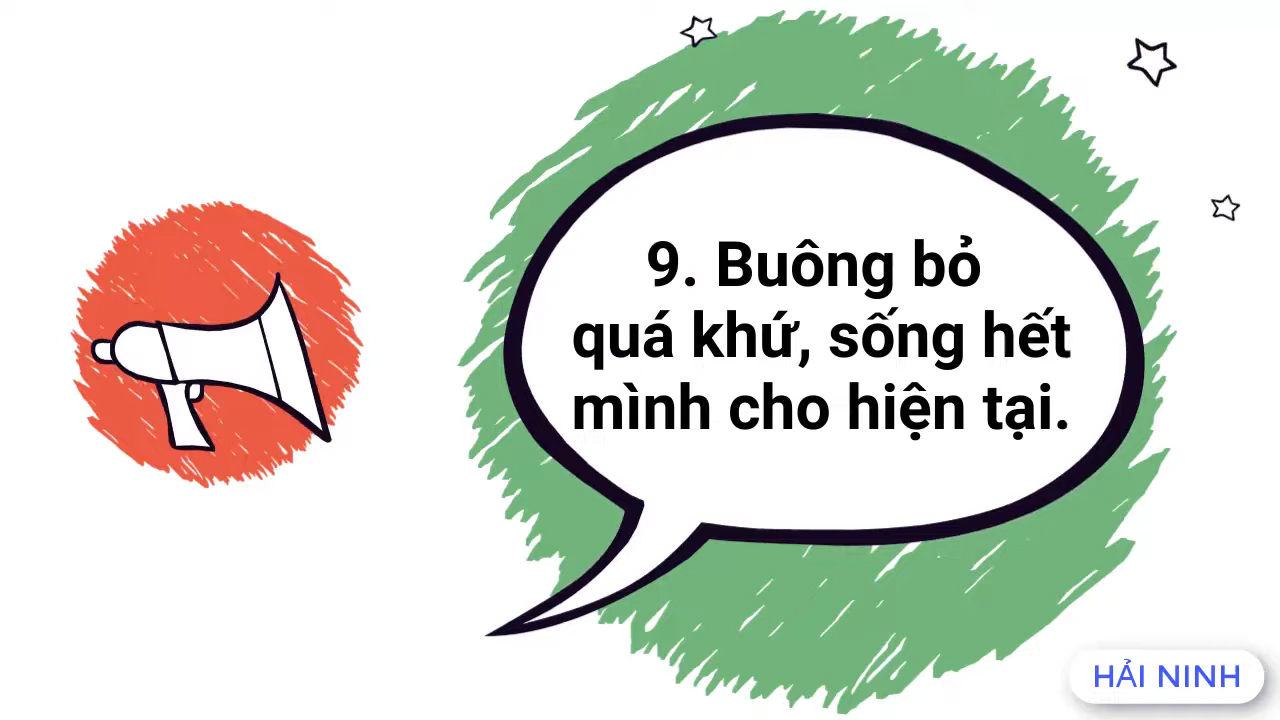 9. Buông bỏ
quá khứ, sống hết
mình cho hiện tại.
HẢI NINH